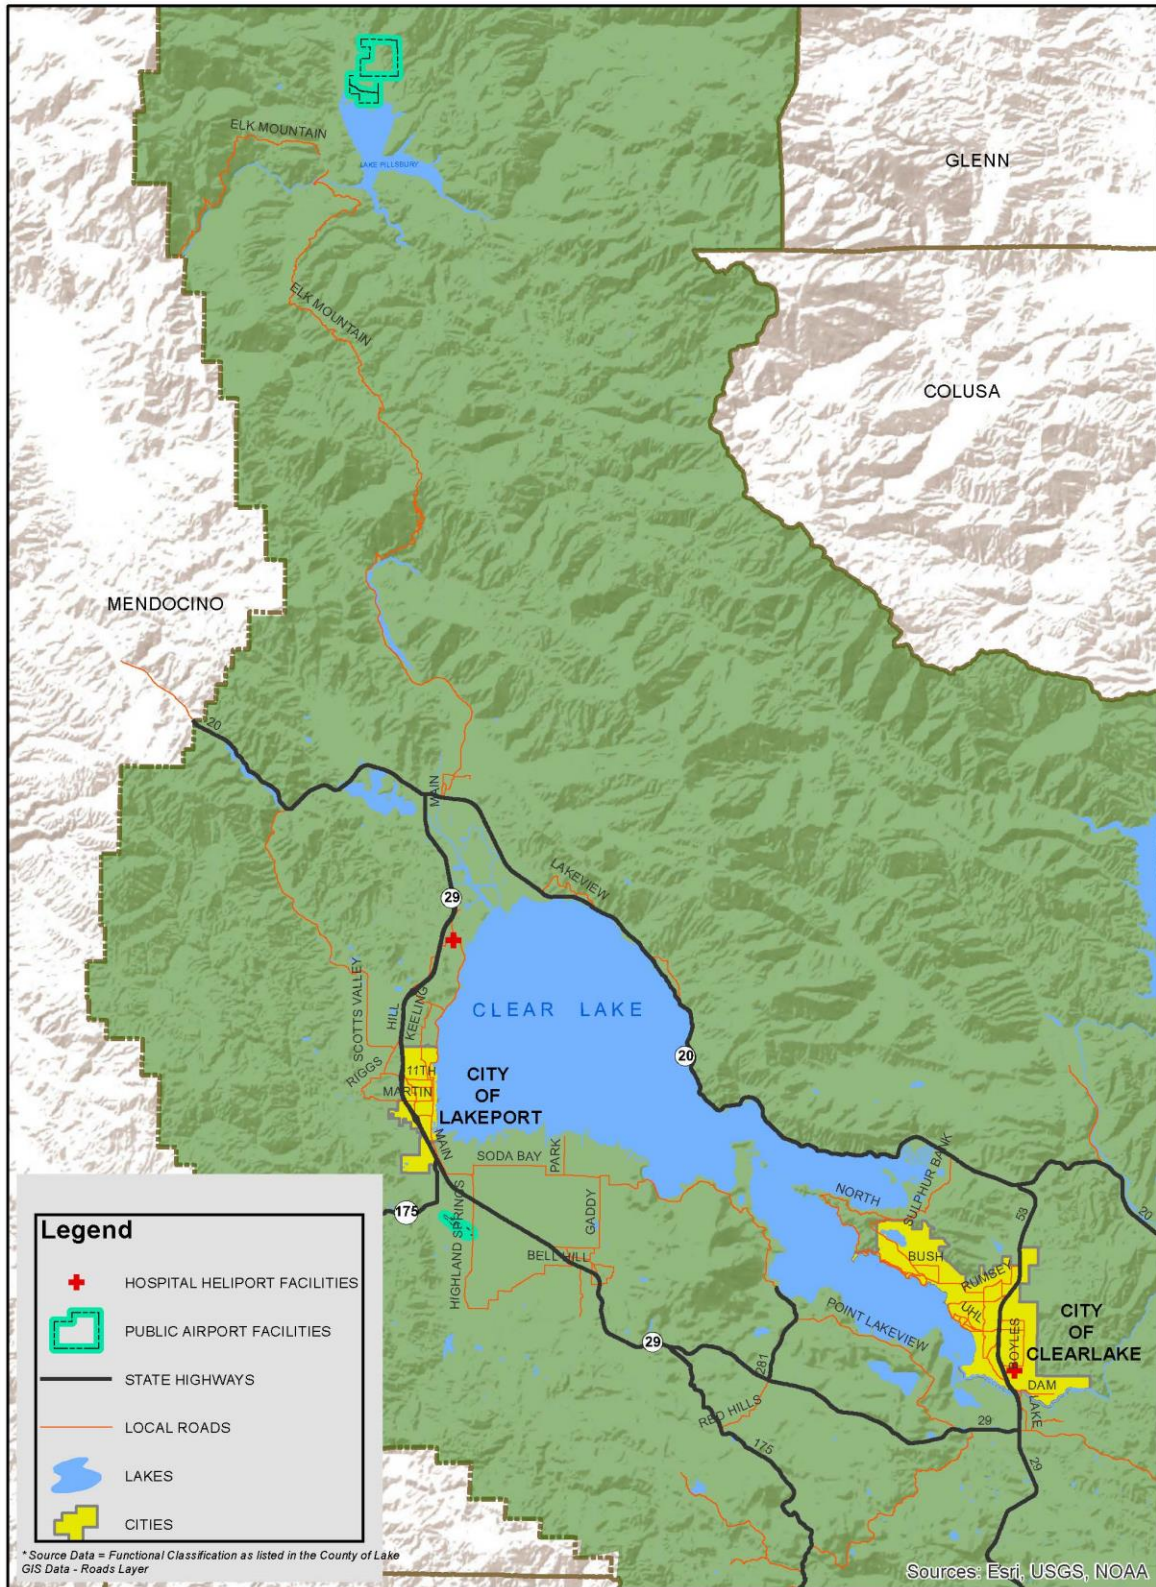 ELK MOUNTAIN
LAKE PILLSBURY
GLENN
ELK MOUNTAIN
COLUSA
MENDOCINO
20
MAIN
LAKEVIEW
29
SCOTTS VALLEY
HILL
KEELING
CLEAR LAKE
20
RIGGS
11TH
MARTIN
CITY
OF
LAKEPORT
MAIN
SODA BAY
PARK
NORTH
SULPHUR BANK
175
HIGHLAND SPRINGS
GADDY
BELL HILL
53
20
BUSH
RUMSEY
UHL
POINT LAKEVIEW
BOYLES
CITY
OF
CLEARLAKE
29
281
DAM
LAKE
RED HILLS
175
29
29
Legend
HOSPITAL HELIPORT FACILITIES
PUBLIC AIRPORT FACILITIES
STATE HIGHWAYS
LOCAL ROADS
LAKES
CITIES
* Source Data = Functional Classification as listed in the County of Lake
GIS Data - Roads Layer
Sources: Esri, USGS, NOAA